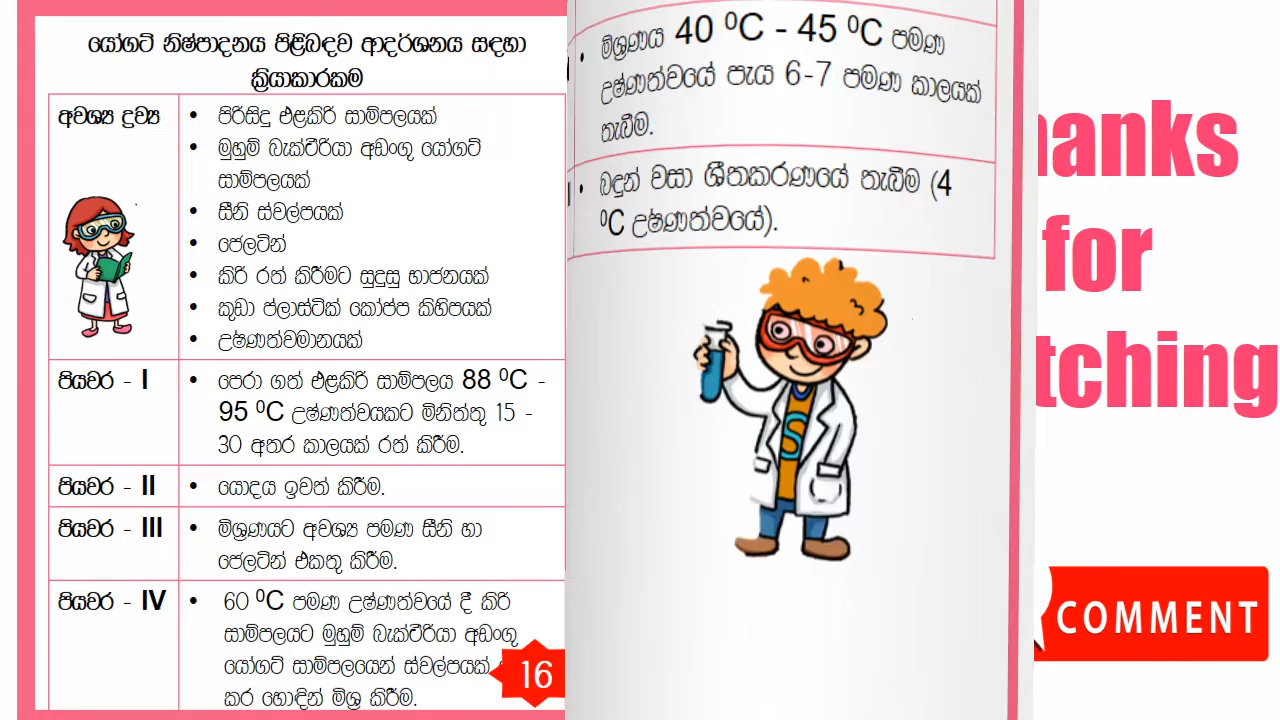 යෝගට් නිෂ්පාදනය පිළිබඳව ආදර්ශනය සඳහා
ක්‍රියාකාරකම
අවශ්‍ය ද්‍රව්‍ය
• පිරිසිදු එළකිරි සාම්පලයක්
• මුහුම් බැක්ටීරියා අඩංගු යෝගට්
සාම්පලයක්
• සීනි ස්වල්පයක්
• ජෙලටින්
• කිරි රත් කිරීමට සුදුසු භාජනයක්
• කුඩා ප්ලාස්ටික් කෝප්ප කිහිපයක්
• උෂ්ණත්වමානයක්
පියවර - I
• පෙරා ගත් එළකිරි සාම්පලය 88 ⁰C -
95 ⁰C උෂ්ණත්වයකට මිනිත්තු 15 -
30 අතර කාලයක් රත් කිරීම.
පියවර - II
• යොදය ඉවත් කිරීම.
පියවර - III
• මිශ්‍රණයට අවශ්‍ය පමණ සීනි හා
ජෙලටින් එකතු කිරීම.
පියවර - IV
• 60 ⁰C පමණ උෂ්ණත්වයේ දී කිරි
සාම්පලයට මුහුම් බැක්ටීරියා අඩංගු
යෝගට් සාම්පලයෙන් ස්වල්පයක්
කර හොඳින් මිශ්‍ර කිරීම.
16
• මිශ්‍රණය 40 ⁰C - 45 ⁰C පමණ
උෂ්ණත්වයේ පැය 6-7 පමණ කාලයක්
තැබීම.
• බඳුන් වසා ශීතකරණයේ තැබීම (4
⁰C උෂ්ණත්වයේ).
S
for
COMMENT